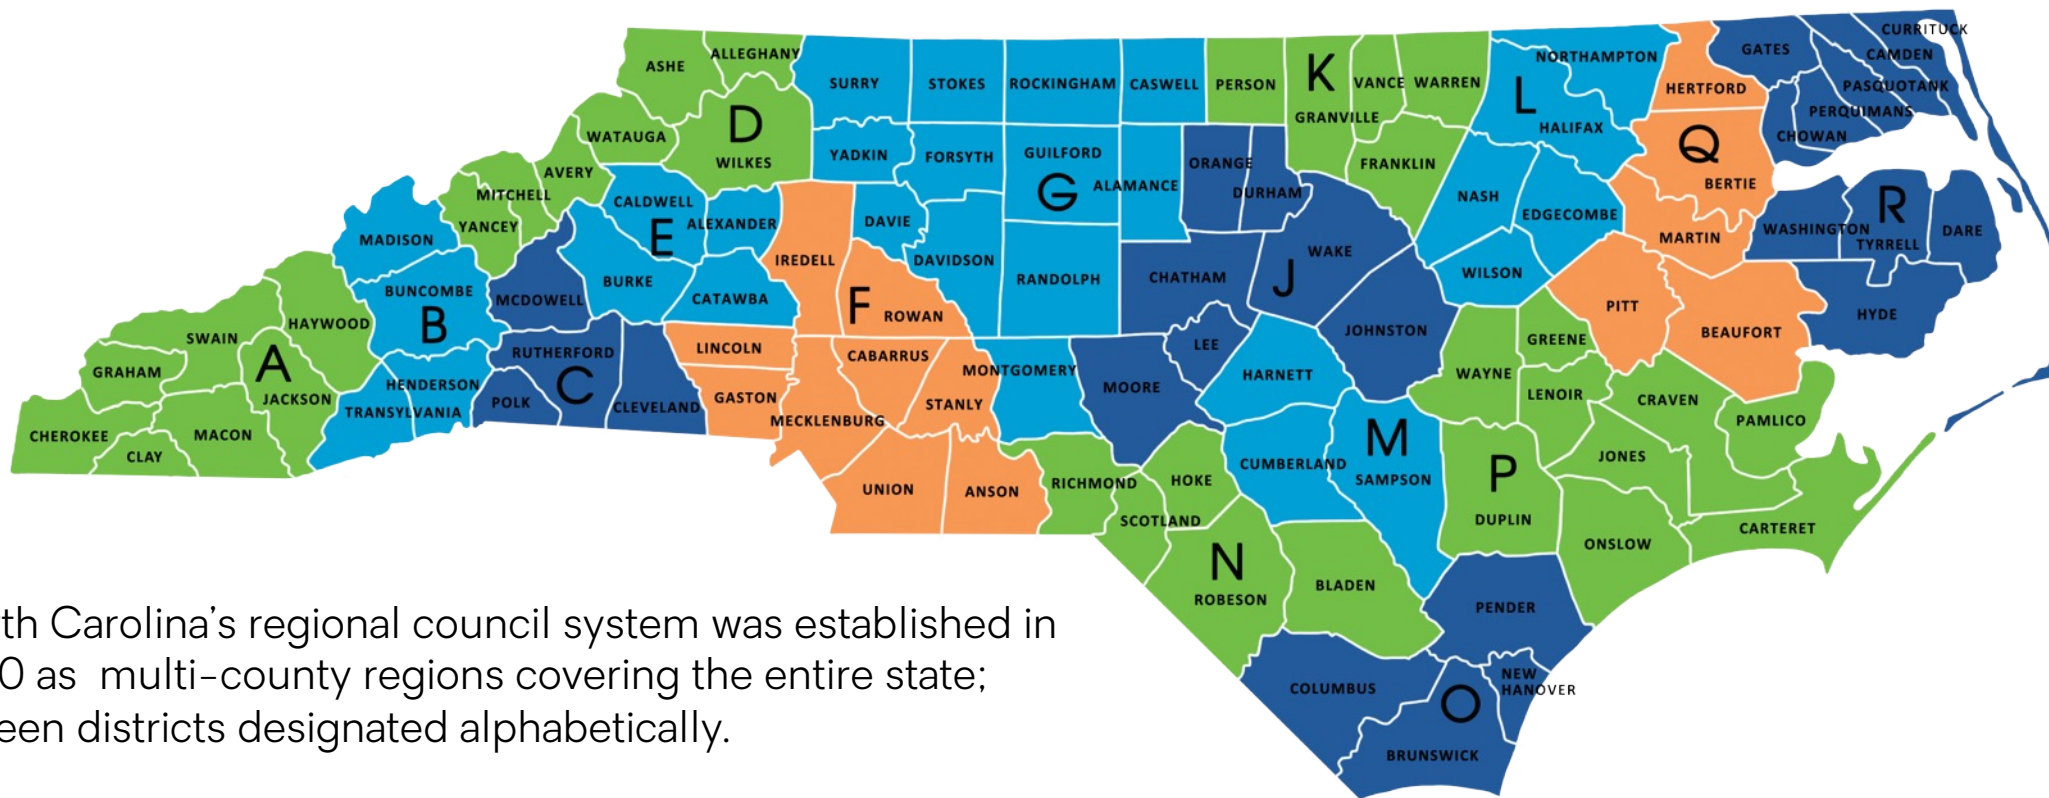 CURRITUCK
GATES
CAMDEN
ALLEGHANY
ASHE
NORTHAMPTON
SURRY
STOKES
ROCKINGHAM
CASWELL
PERSON
K
VANCE
WARREN
HERTFORD
PASQUOTANK
L
PERQUIMANS
GRANVILLE
D
WATAUGA
HALIFAX
CHOWAN
WILKES
YADKIN
FORSYTH
GUILFORD
ORANGE
FRANKLIN
Q
AVERY
BERTIE
MITCHELL
CALDWELL
G
ALAMANCE
DURHAM
NASH
EDGECOMBE
R
YANCEY
E
ALEXANDER
DAVIE
MADISON
MARTIN
WASHINGTON
TYRRELL
DARE
IREDELL
DAVIDSON
WAKE
BURKE
RANDOLPH
CHATHAM
J
WILSON
BUNCOMBE
MCDOWELL
CATAWBA
F
ROWAN
PITT
HYDE
HAYWOOD
B
JOHNSTON
BEAUFORT
SWAIN
LINCOLN
CABARRUS
LEE
GREENE
RUTHERFORD
GRAHAM
A
HENDERSON
C
MONTGOMERY
MOORE
HARNETT
WAYNE
LENOIR
CRAVEN
JACKSON
TRANSYLVANIA
POLK
CLEVELAND
GASTON
STANLY
MECKLENBURG
PAMLICO
CHEROKEE
MACON
M
CLAY
JONES
CUMBERLAND
SAMPSON
P
UNION
ANSON
RICHMOND
HOKE
SCOTLAND
DUPLIN
CARTERET
ONSLOW
N
ROBESON
BLADEN
PENDER
th Carolina's regional council system was established in
0 as  multi-county regions covering the entire state;
een districts designated alphabetically.
COLUMBUS
NEW
HANOVER
O
BRUNSWICK